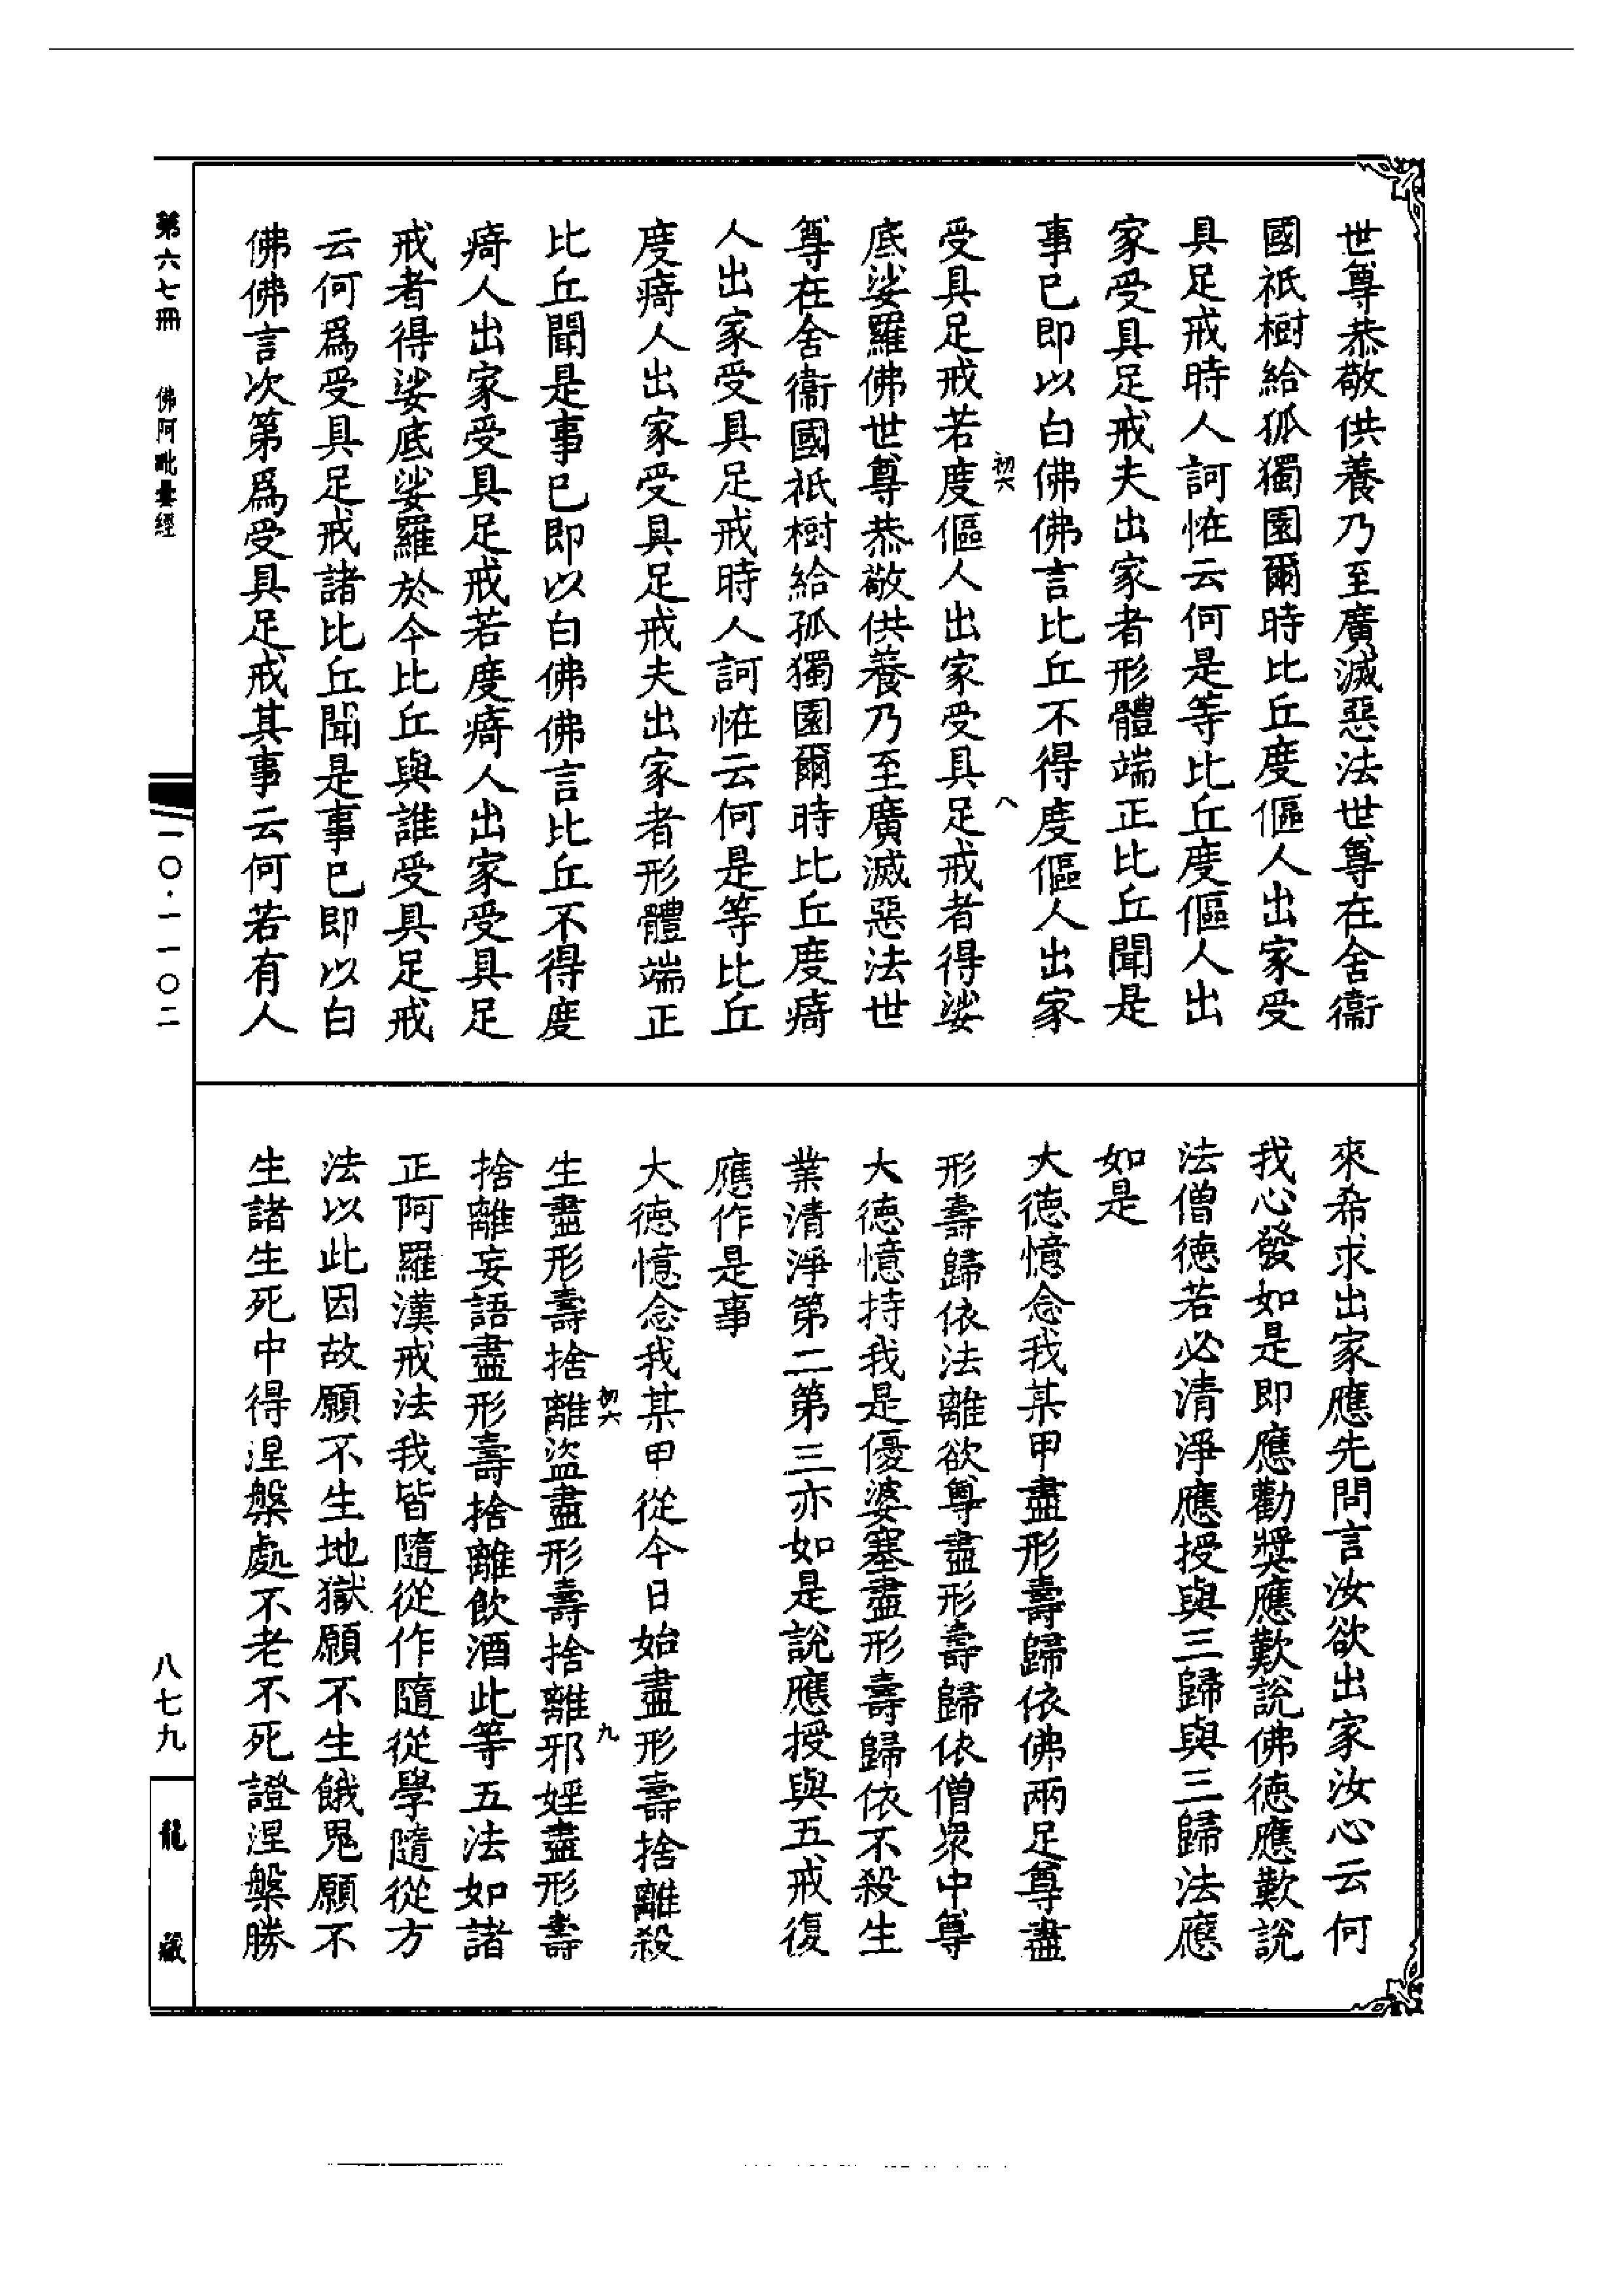 世尊恭敬供養乃至廣滅惡法世尊在舍衞
國祇樹給孤獨園爾時比丘度傴人出家受
具足戒時人訶恠云何是等比丘度傴人出
家受具足戒夫出家者形體端正比丘聞是
事已即以白佛佛言比丘不得度傴人出家
初六
八
受具足戒若度傴人出家受具足戒者得娑
底娑羅佛世尊恭敬供養乃至廣滅惡法世
尊在舍衞國祇樹給孤獨園爾時比丘度㾨
人出家受具足戒時人訶恠云何是等比丘
度㾨人出家受具足戒夫出家者形體端正
比丘聞是事已即以白佛佛言比丘不得度
㾨人出家受具足戒若度㾨人出家受具足
戒者得娑底娑羅於今比丘與誰受具足戒
云何爲受具足戒諸比丘聞是事已即以白
佛佛言次第爲受具足戒其事云何若有人
來希求出家應先問言汝欲出家汝心云何
我心發如是即應勸奬應歎說佛德應歎說
法僧德若必清淨應授與三歸與三歸法應
如是
大德憶念我某甲盡形壽歸依佛兩足尊盡
形壽歸依法離欲尊盡形壽歸依僧衆中尊
大德憶持我是優婆塞盡形壽歸依不殺生
業清淨第二第三亦如是說應授與五戒復
應作是事
大德憶念我某甲從今日始盡形壽捨離殺
初六
九
生盡形壽捨離盜盡形壽捨離邪婬盡形壽
捨離妄語盡形壽捨離飲酒此等五法如諸
正阿羅漢戒法我皆隨從作隨從學隨從方
法以此因故願不生地獄願不生餓鬼願不
生諸生死中得涅槃處不老不死證涅槃勝
第六七冊 佛阿毗曇經
一〇·一一〇二
八七九
龍藏